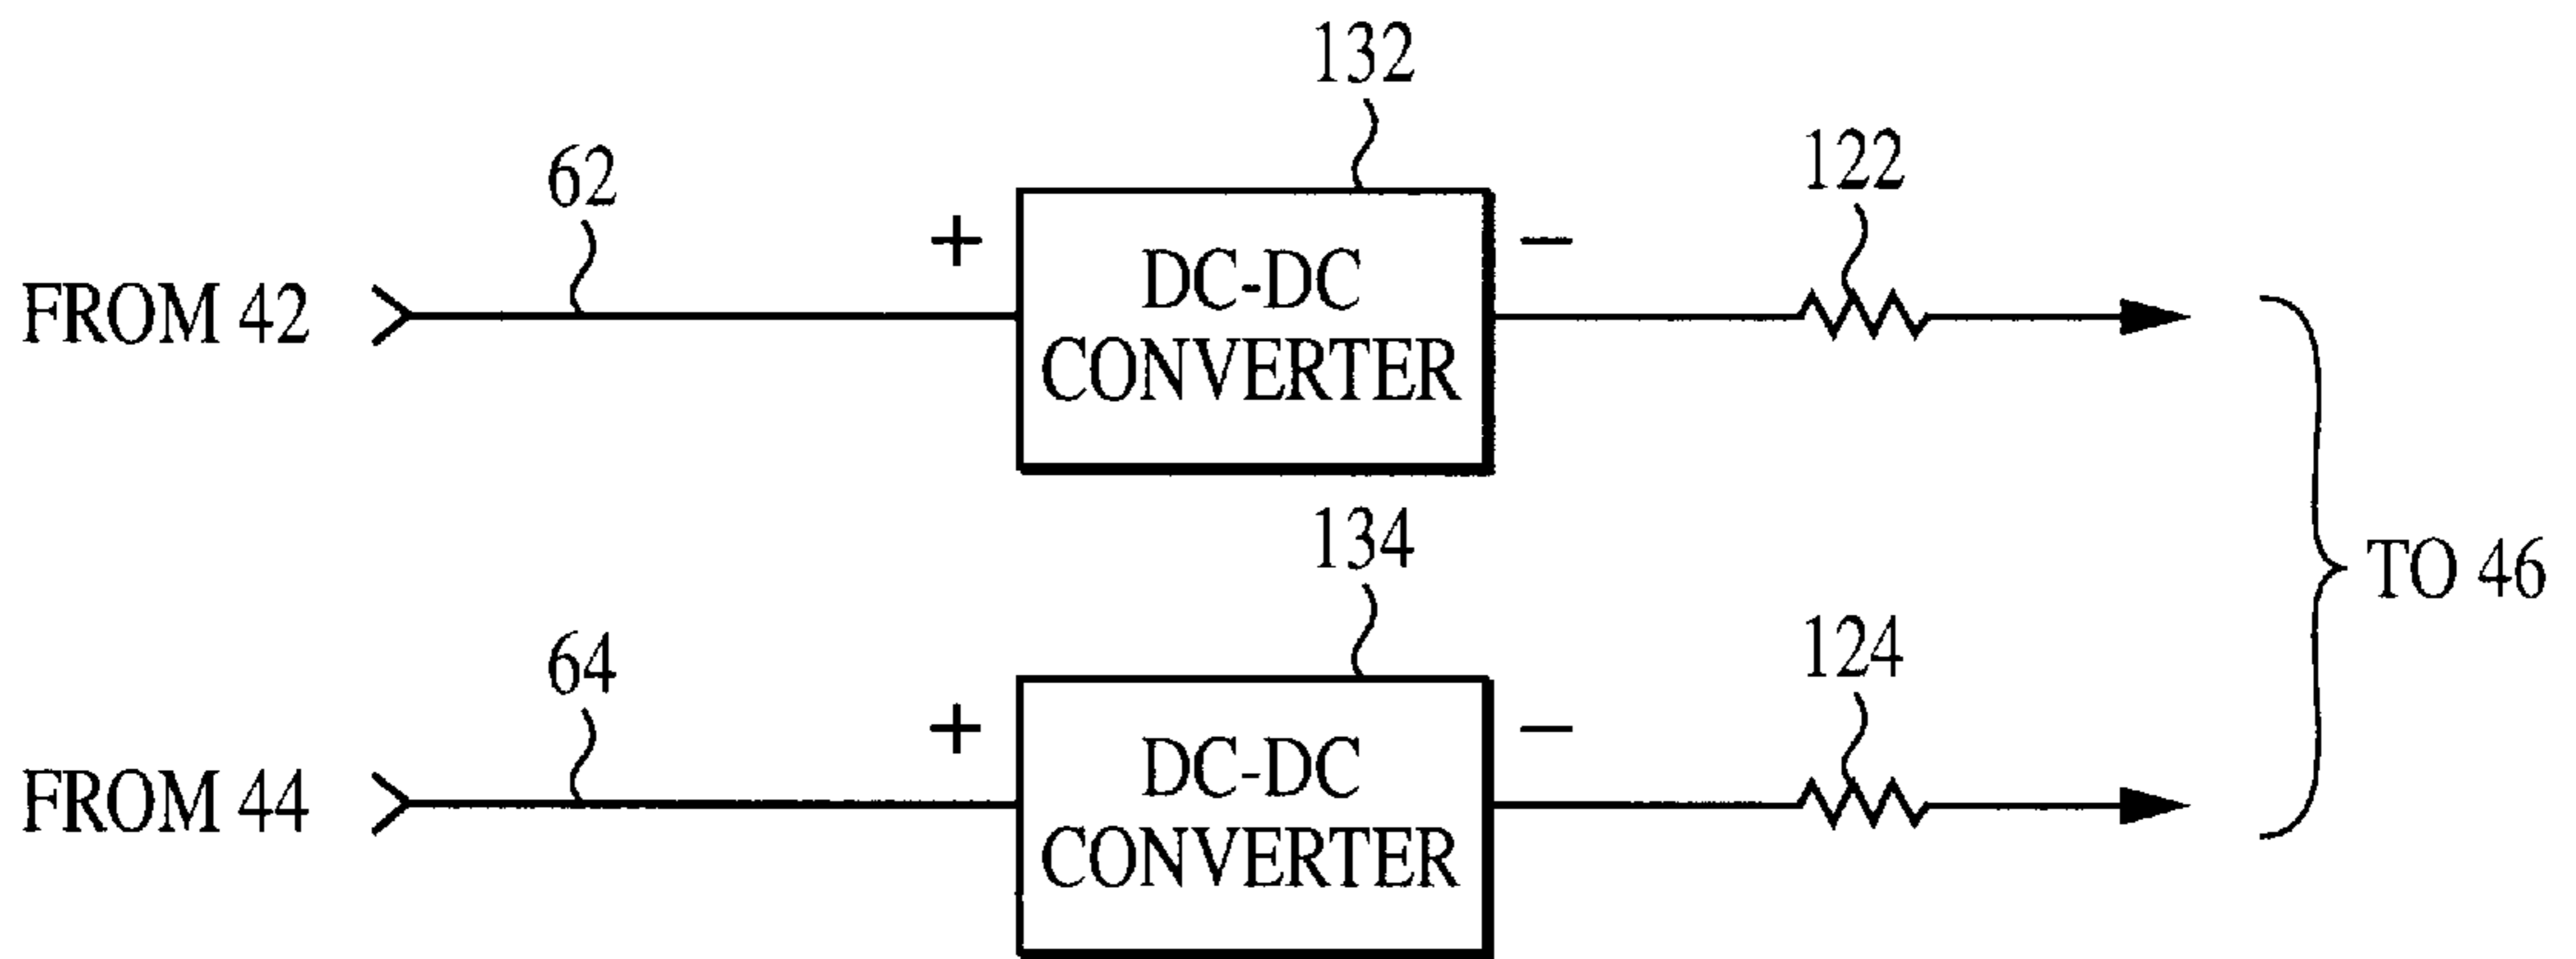 132
122
62
+
−
DC-DC
CONVERTER
FROM 42
134
TO 46
124
64
+
−
DC-DC
CONVERTER
FROM 44